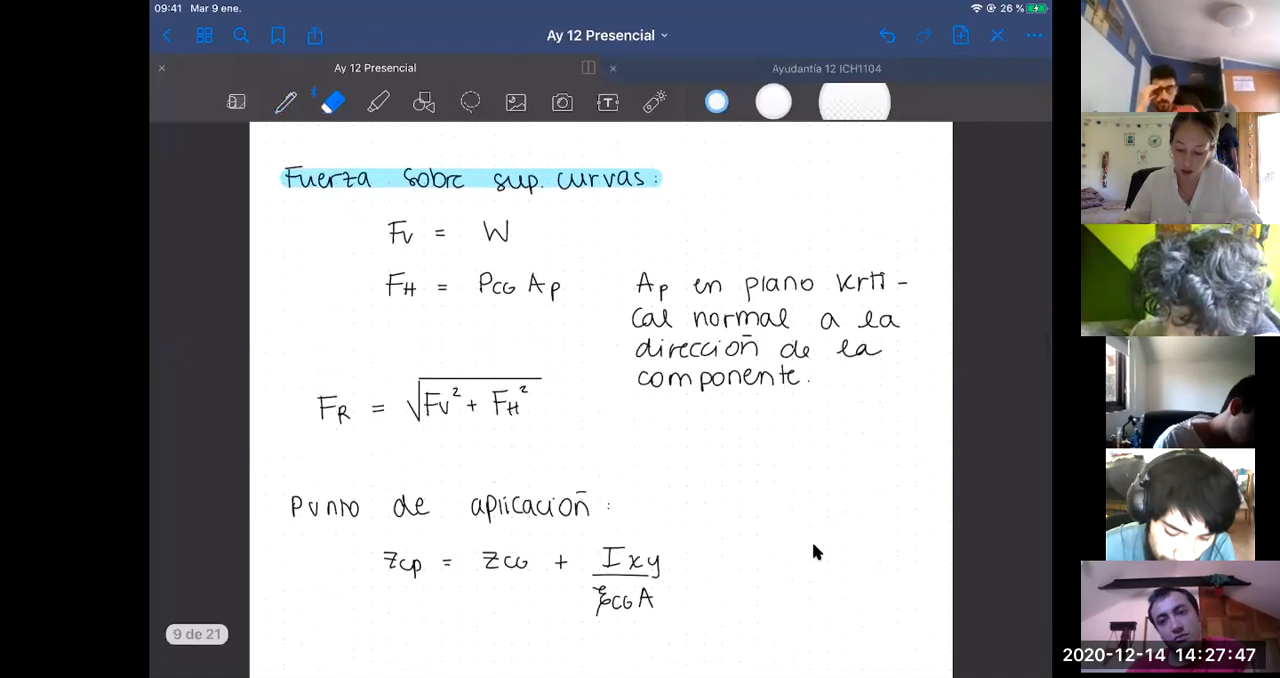 09:41 Mar 9 ene.
26 %
Ay 12 Presencial
Ay 12 Presencial
Ayudantía 12 ICH1104
Fuerza sobre sup. curvas:
Fv = W
FH = PCG Ap
Ap en plano verti-
cal normal a la
dirección de la
componente.
FR = √Fv² + FH²
Punto de aplicación:
Zcp = ZCG + Ixy
ξCG A
9 de 21
2020-12-14 14:27:47